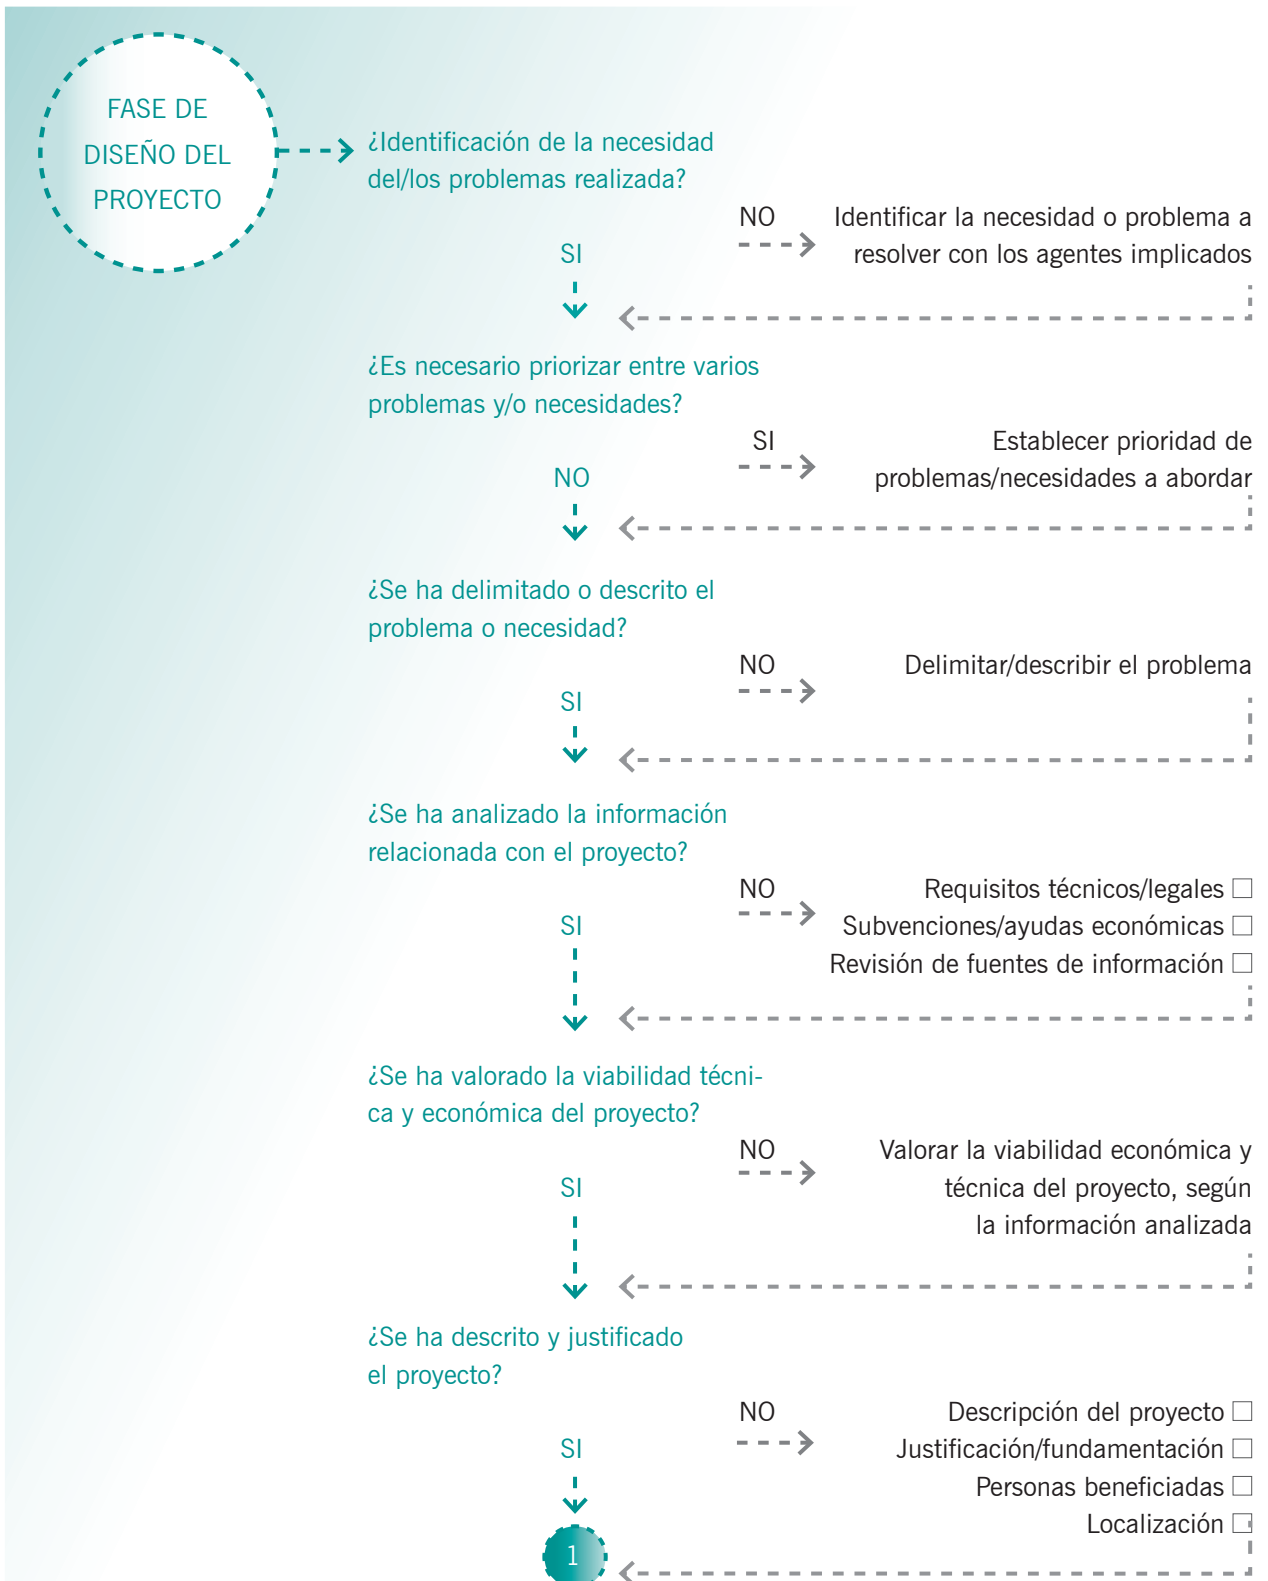 FASE DE
DISEÑO DEL
PROYECTO
¿Identificación de la necesidad
del/los problemas realizada?
NO
Identificar la necesidad o problema a
resolver con los agentes implicados
SI
¿Es necesario priorizar entre varios
problemas y/o necesidades?
SI
Establecer prioridad de
problemas/necesidades a abordar
NO
¿Se ha delimitado o descrito el
problema o necesidad?
NO
Delimitar/describir el problema
SI
¿Se ha analizado la información
relacionada con el proyecto?
NO
Requisitos técnicos/legales □
Subvenciones/ayudas económicas □
Revisión de fuentes de información □
SI
¿Se ha valorado la viabilidad técni-
ca y económica del proyecto?
NO
Valorar la viabilidad económica y
técnica del proyecto, según
la información analizada
SI
¿Se ha descrito y justificado
el proyecto?
NO
Descripción del proyecto □
Justificación/fundamentación □
Personas beneficiadas □
Localización □
SI
1